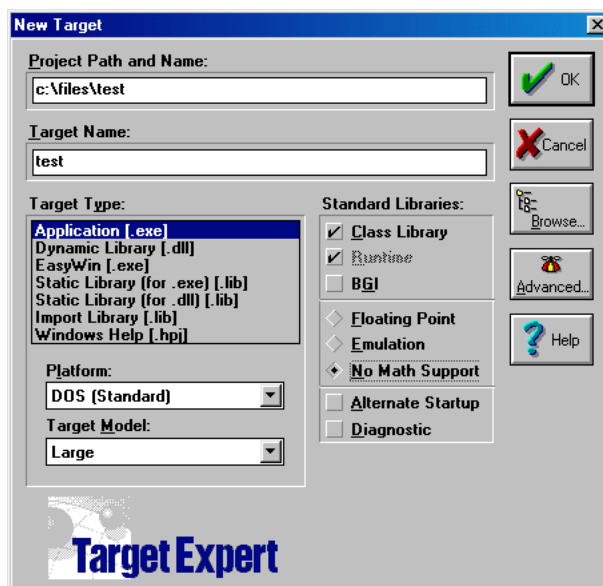 New Target
Project Path and Name:
c:\files\test
Target Name:
test
Target Type:
Application [.exe]
Dynamic Library [.dll]
EasyWin [.exe]
Static Library (for .exe) [.lib]
Static Library (for .dll) [.lib]
Import Library [.lib]
Windows Help [.hpj]
Platform:
DOS (Standard)
Target Model:
Large
Standard Libraries:
Class Library
Runtime
BGI
Floating Point
Emulation
No Math Support
Alternate Startup
Diagnostic
OK
Cancel
Browse...
Advanced...
Help
Target Expert